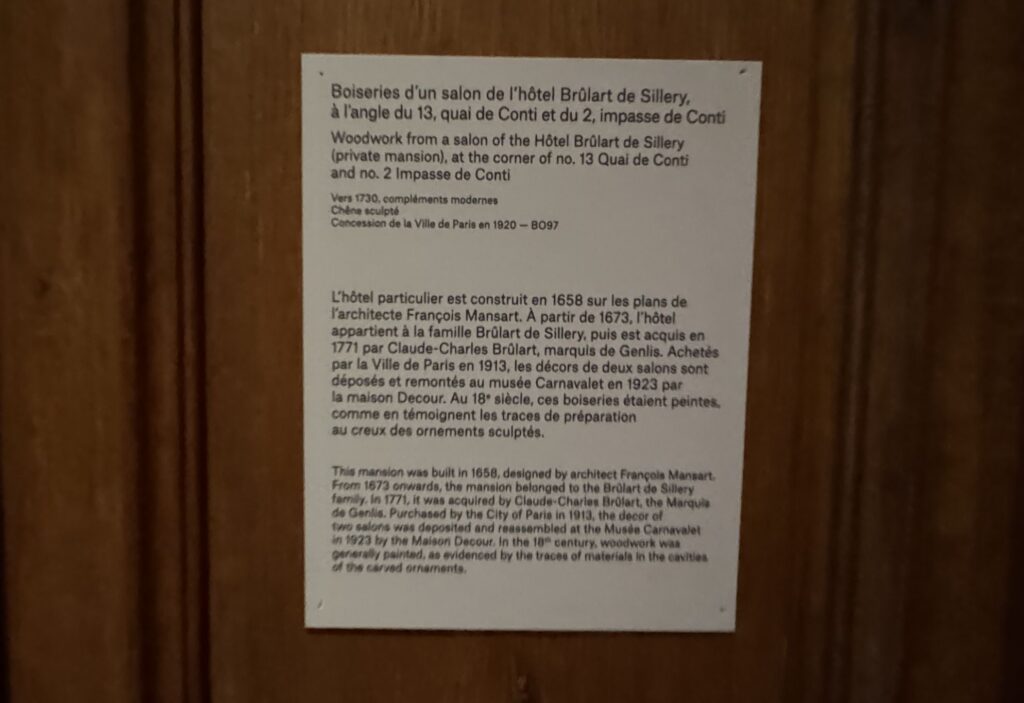 Boiseries d'un salon de l'hôtel Brûlart de Sillery,
à l'angle du 13, quai de Conti et du 2, impasse de Conti
Woodwork from a salon of the Hôtel Brûlart de Sillery
(private mansion), at the corner of no. 13 Quai de Conti
and no. 2 Impasse de Conti
Vers 1730, compléments modernes
Chêne sculpté
Concession de la Ville de Paris en 1920 — BO97
L'hôtel particulier est construit en 1658 sur les plans de
l'architecte François Mansart. À partir de 1673, l'hôtel
appartient à la famille Brûlart de Sillery, puis est acquis en
1771 par Claude-Charles Brûlart, marquis de Genlis. Achetés
par la Ville de Paris en 1913, les décors de deux salons sont
déposés et remontés au musée Carnavalet en 1923 par
la maison Decour. Au 18e siècle, ces boiseries étaient peintes,
comme en témoignent les traces de préparation
au creux des ornements sculptés.
This mansion was built in 1658, designed by architect François Mansart.
From 1673 onwards, the mansion belonged to the Brûlart de Sillery
family. In 1771, it was acquired by Claude-Charles Brûlart, the Marquis
de Genlis. Purchased by the City of Paris in 1913, the decor of
two salons was deposited and reassembled at the Musée Carnavalet
in 1923 by the Maison Decour. In the 18th century, woodwork was
generally painted, as evidenced by the traces of materials in the cavities
of the carved ornaments.